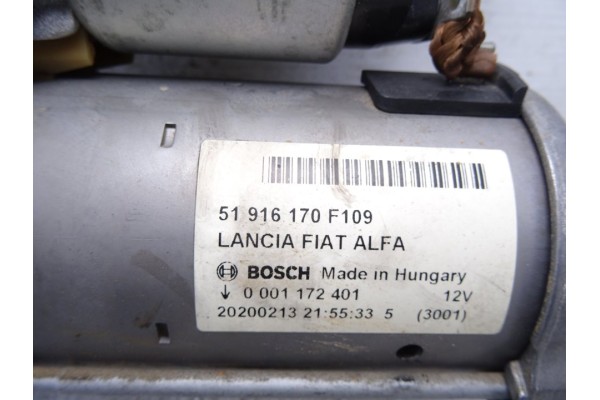 51 916 170 F109
LANCIA FIAT ALFA
BOSCH Made in Hungary
↓ 0 001 172 401 12V
20200213 21:55:33 5 (3001)